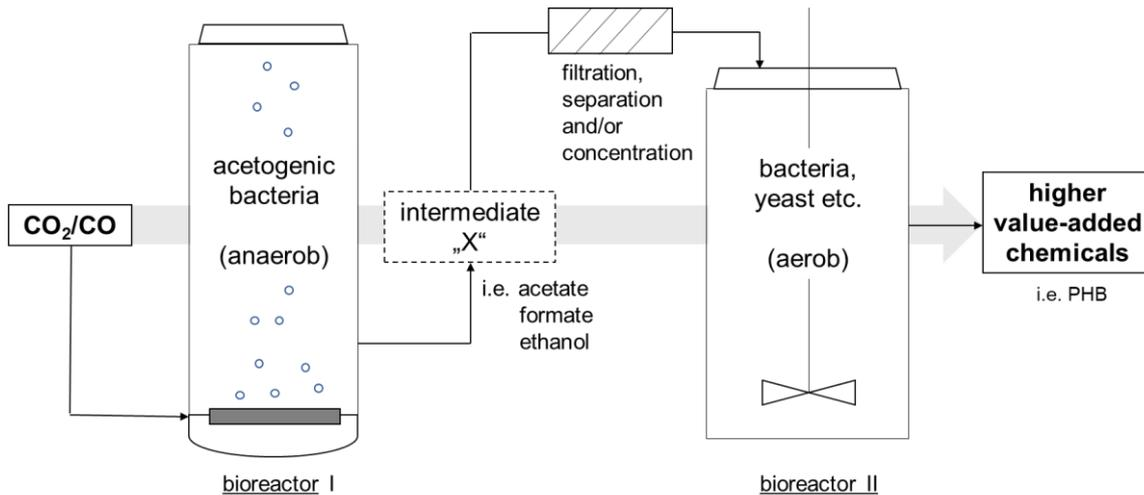 CO₂/CO
acetogenic
bacteria
(anaerob)
bioreactor I
intermediate
„X“
i.e. acetate
formate
ethanol
filtration,
separation
and/or
concentration
bacteria,
yeast etc.
(aerob)
bioreactor II
higher
value-added
chemicals
i.e. PHB